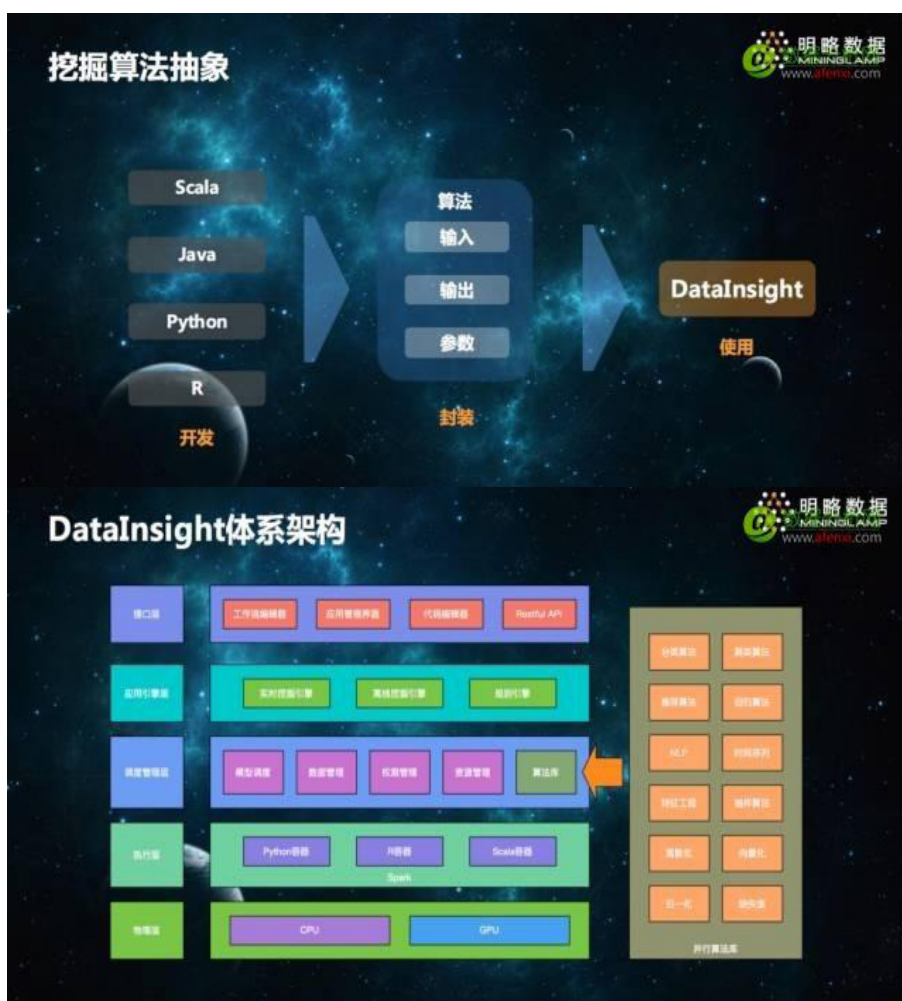 挖掘算法抽象
明略数据
MININGLAMP
www.afenxi.com
Scala
Java
Python
R
开发
算法
输入
输出
参数
封装
DataInsight
使用
DataInsight体系架构
明略数据
MININGLAMP
www.afenxi.com
接口层
工作流编辑器
应用管理界面
代码编辑器
Restful API
应用引擎层
实时挖掘引擎
离线挖掘引擎
规则引擎
调度管理层
模型调度
数据管理
权限管理
资源管理
算法库
执行层
Python容器
R容器
Scala容器
Spark
物理层
CPU
GPU
分类算法
聚类算法
推荐算法
回归算法
NLP
时间序列
特征工程
抽样算法
离散化
向量化
归一化
缺失值
并行算法库